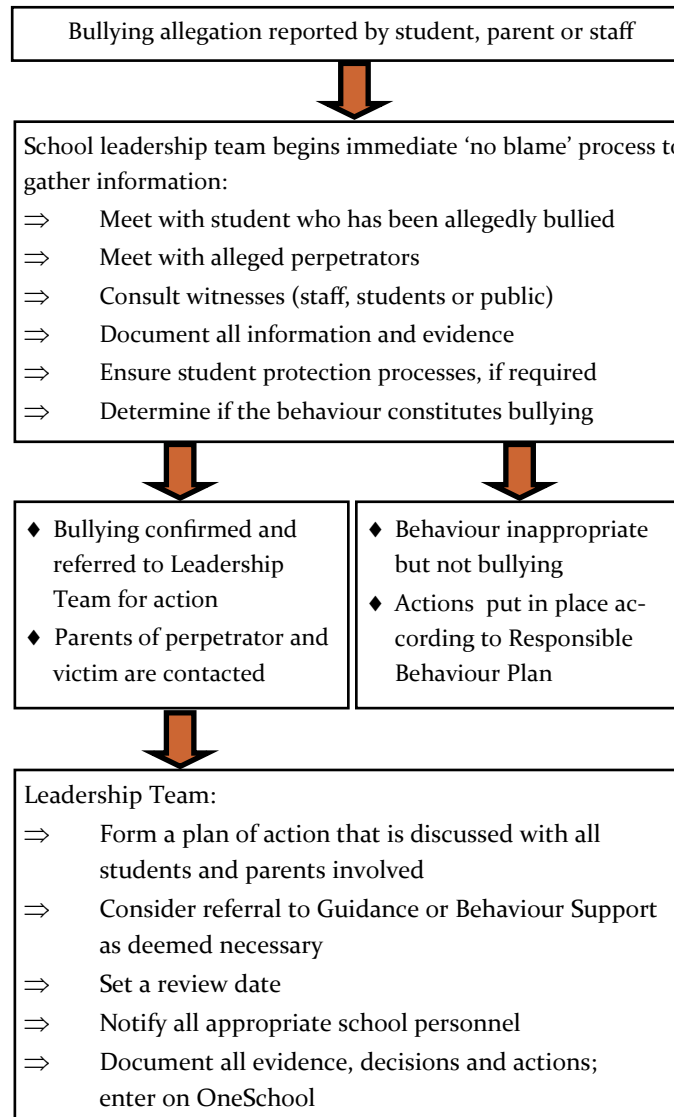 Bullying allegation reported by student, parent or staff
School leadership team begins immediate ‘no blame’ process to
gather information:
⇒ Meet with student who has been allegedly bullied
⇒ Meet with alleged perpetrators
⇒ Consult witnesses (staff, students or public)
⇒ Document all information and evidence
⇒ Ensure student protection processes, if required
⇒ Determine if the behaviour constitutes bullying
♦ Bullying confirmed and
referred to Leadership
Team for action
♦ Parents of perpetrator and
victim are contacted
♦ Behaviour inappropriate
but not bullying
♦ Actions put in place ac-
cording to Responsible
Behaviour Plan
Leadership Team:
⇒ Form a plan of action that is discussed with all
students and parents involved
⇒ Consider referral to Guidance or Behaviour Support
as deemed necessary
⇒ Set a review date
⇒ Notify all appropriate school personnel
⇒ Document all evidence, decisions and actions;
enter on OneSchool